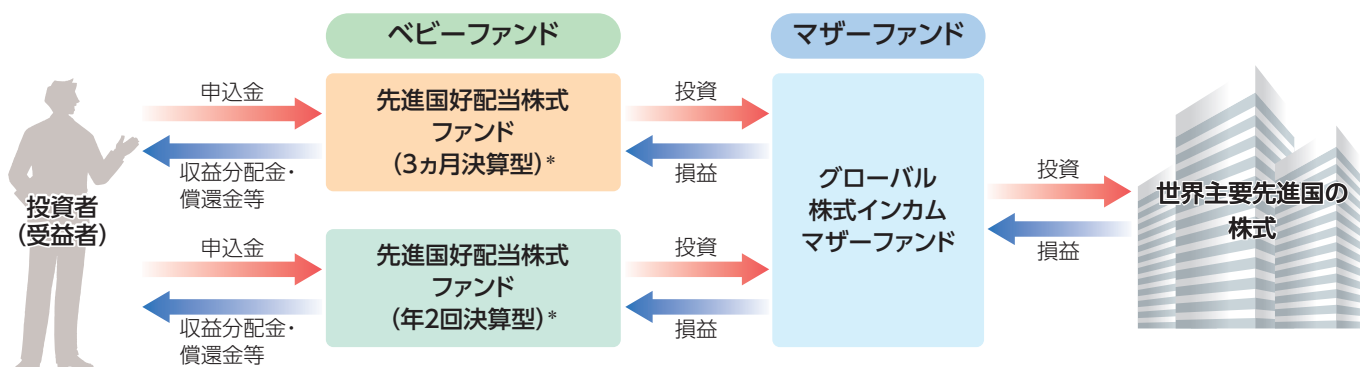 ベビーファンド
マザーファンド
投資者
(受益者)
申込金
収益分配金・
償還金等
先進国好配当株式
ファンド
(3ヵ月決算型)*
投資
損益
申込金
収益分配金・
償還金等
先進国好配当株式
ファンド
(年2回決算型)*
投資
損益
グローバル
株式インカム
マザーファンド
投資
損益
世界主要先進国の
株式